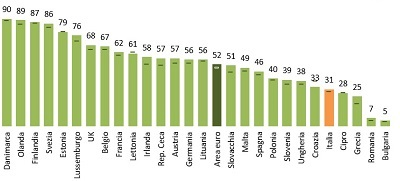 90 89 87 86 79 76 68 67 62 61 58 57 57 56 56 52 51 49 46 40 39 38 33 31 28 25 7 5
Danimarca Olanda Finlandia Svezia Estonia Lussemburgo UK Belgio Francia Lettonia Irlanda Rep. Ceca Austria Germania Lituania Area euro Slovacchia Malta Spagna Polonia Slovenia Ungheria Croazia Italia Cipro Grecia Romania Bulgaria